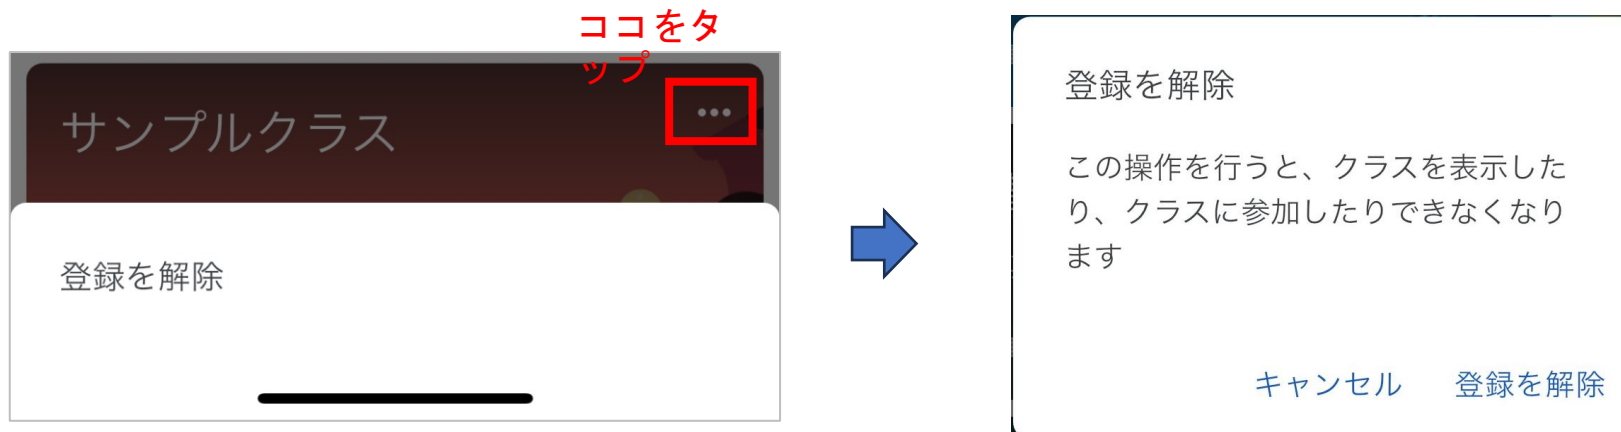 ココをタ
ップ
サンプルクラス
登録を解除
登録を解除
この操作を行うと、クラスを表示した
り、クラスに参加したりできなくなり
ます
キャンセル 登録を解除